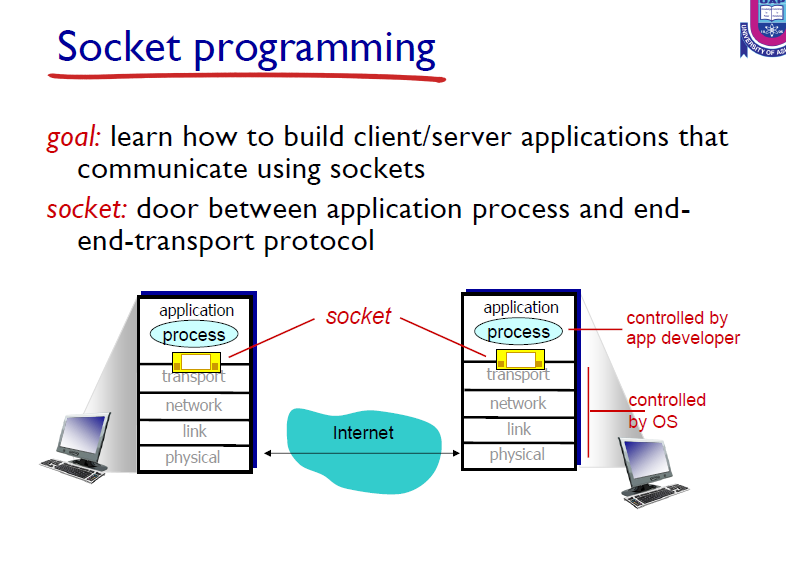 Socket programming
goal: learn how to build client/server applications that
communicate using sockets
socket: door between application process and end-
end-transport protocol
application
process
transport
network
link
physical
socket
Internet
application
process
transport
network
link
physical
controlled by
app developer
controlled
by OS